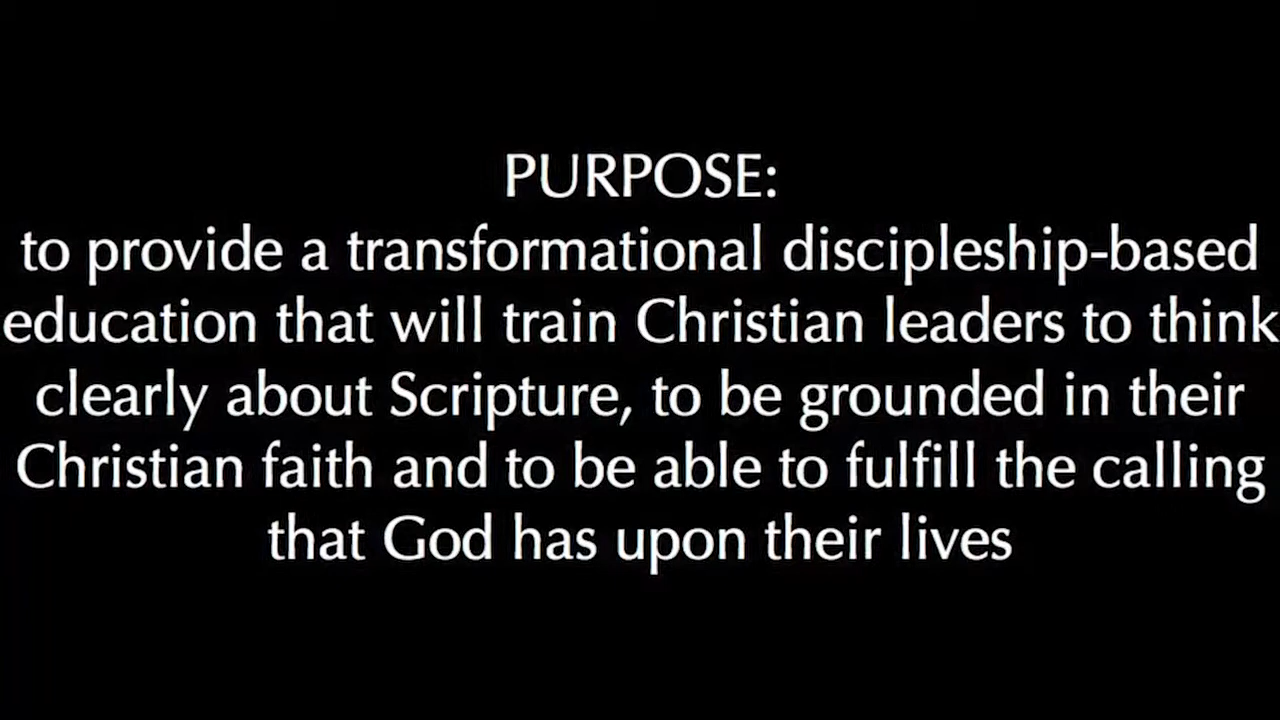 PURPOSE:
to provide a transformational discipleship-based
education that will train Christian leaders to think
clearly about Scripture, to be grounded in their
Christian faith and to be able to fulfill the calling
that God has upon their lives